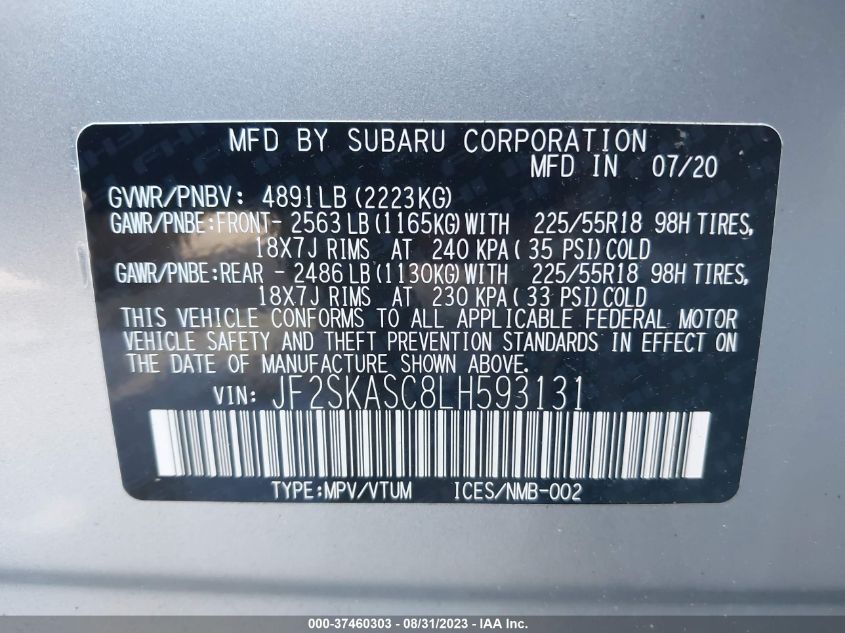 MFD BY SUBARU CORPORATION
MFD IN 07/20
GVWR/PNBV: 4891LB (2223KG)
GAWR/PNBE:FRONT- 2563 LB (1165KG) WITH 225/55R18 98H TIRES,
18X7J RIMS AT 240 KPA ( 35 PSI) COLD
GAWR/PNBE:REAR - 2486 LB (1130KG) WITH 225/55R18 98H TIRES,
18X7J RIMS AT 230 KPA ( 33 PSI) COLD
THIS VEHICLE CONFORMS TO ALL APPLICABLE FEDERAL MOTOR
VEHICLE SAFETY AND THEFT PREVENTION STANDARDS IN EFFECT ON
THE DATE OF MANUFACTURE SHOWN ABOVE.
VIN: JF2SKASC8LH593131
TYPE:MPV/VTUM ICES/NMB-002
000-37460303 - 08/31/2023 - IAA Inc.